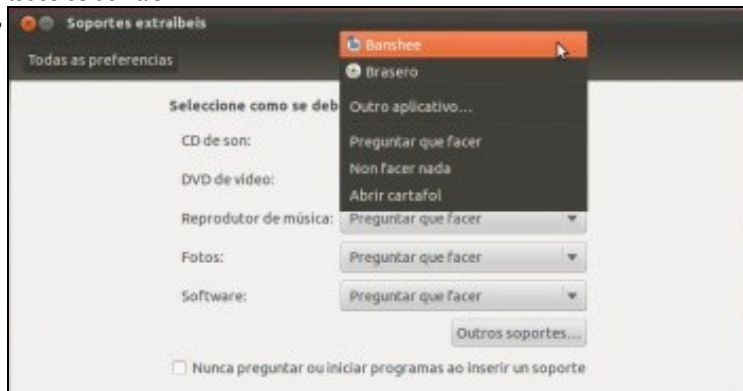 Soportes extraíbeis
Todas as preferencias
Banshee
Brasero
Outro aplicativo...
Preguntar que facer
Non facer nada
Abrir cartafol
Seleccione como se deb
CD de son:
DVD de vídeo:
Reprodutor de música: Preguntar que facer
Fotos: Preguntar que facer
Software: Preguntar que facer
Outros soportes...
Nunca preguntar ou iniciar programas ao inserir un soporte